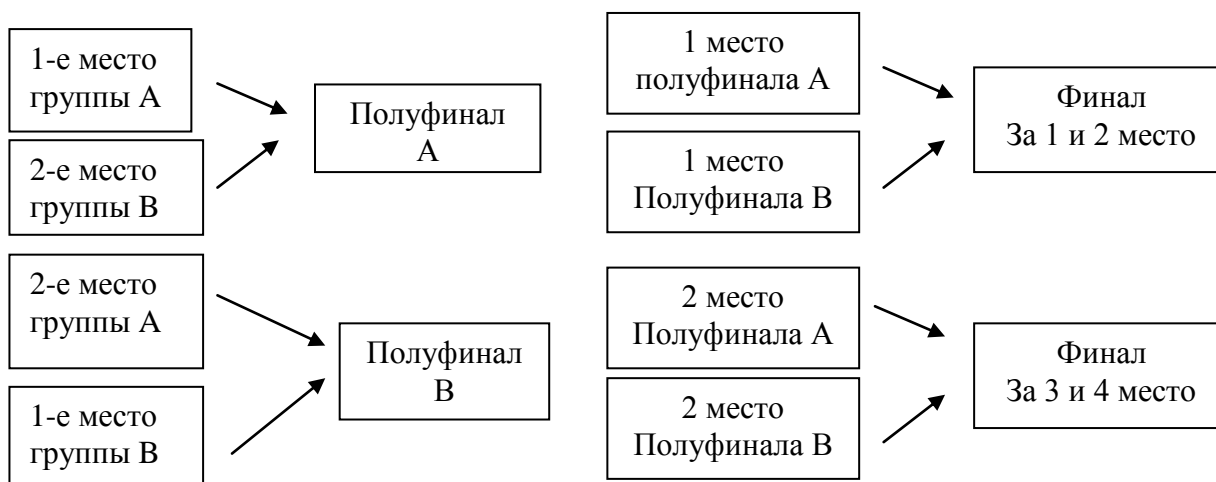 1-е место
группы А
2-е место
группы В
Полуфинал
А
2-е место
группы А
1-е место
группы В
Полуфинал
В
1 место
полуфинала А
1 место
Полуфинала В
Финал
За 1 и 2 место
2 место
Полуфинала А
2 место
Полуфинала В
Финал
За 3 и 4 место